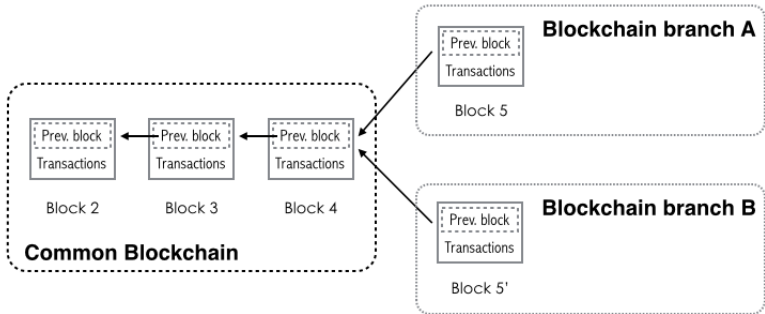 Blockchain branch A
Prev. block
Transactions
Block 5
Prev. block
Transactions
Block 2
Prev. block
Transactions
Block 3
Prev. block
Transactions
Block 4
Common Blockchain
Blockchain branch B
Prev. block
Transactions
Block 5'